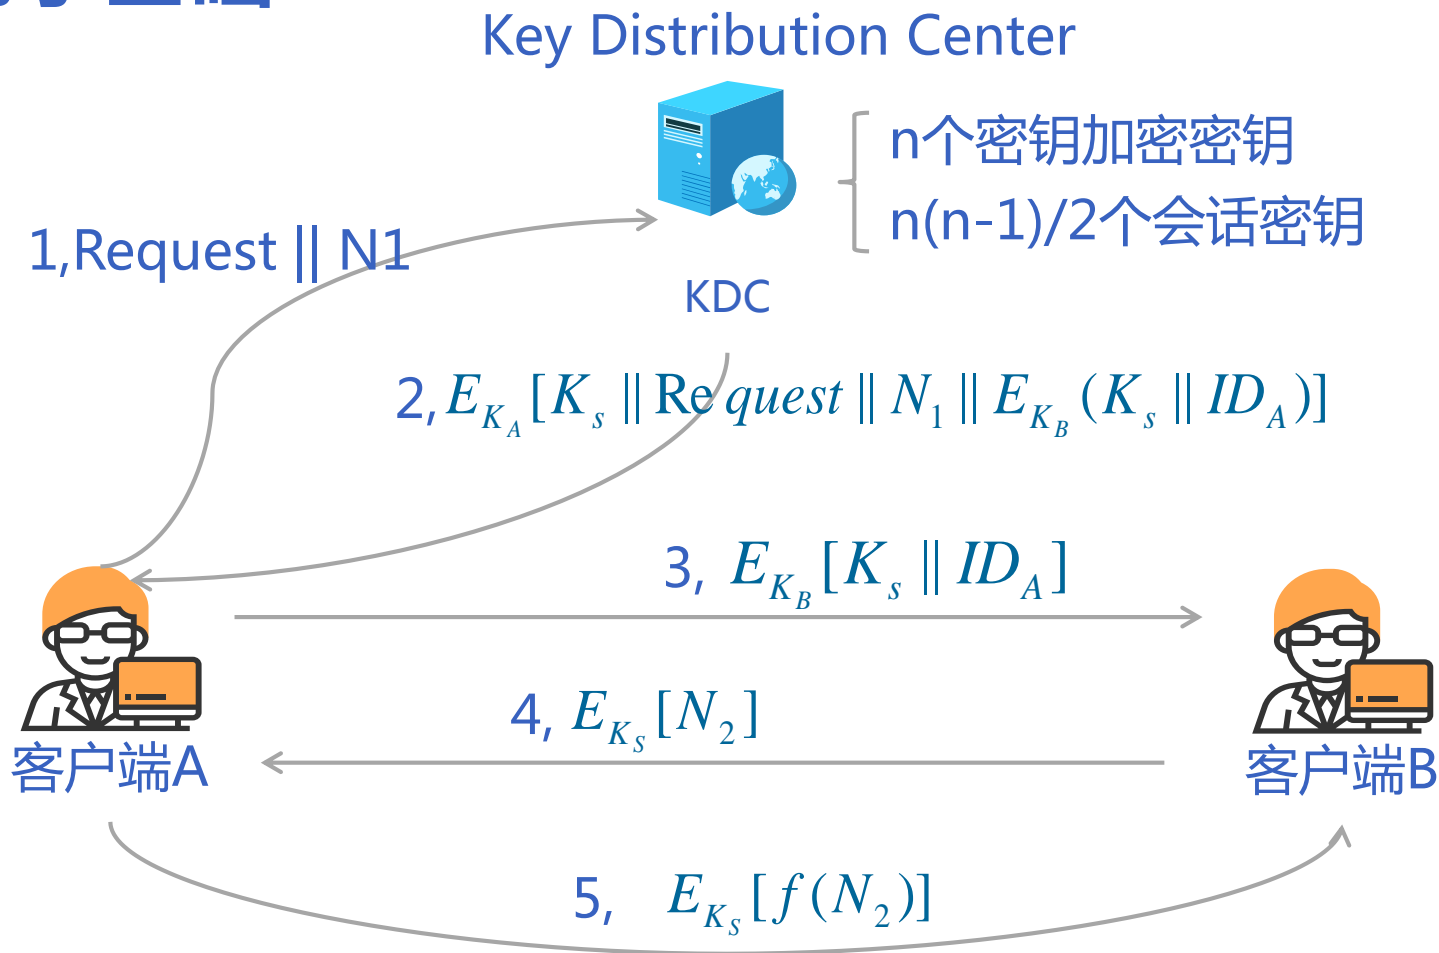 Key Distribution Center
n个密钥加密密钥
n(n-1)/2个会话密钥
1,Request || N1
KDC
2, E_{K_A}[K_s || Request || N_1 || E_{K_B}(K_s || ID_A)]
3, E_{K_B}[K_s || ID_A]
4, E_{K_S}[N_2]
客户端A
客户端B
5, E_{K_S}[f(N_2)]